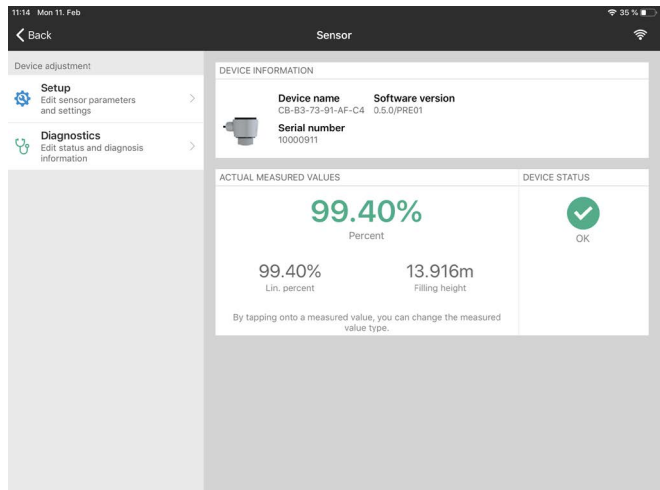 11:14 Mon 11. Feb
35 %
Back
Sensor
Device adjustment
Setup
Edit sensor parameters
and settings
Diagnostics
Edit status and diagnosis
information
DEVICE INFORMATION
Device name Software version
CB-B3-73-91-AF-C4 0.5.0/PRE01
Serial number
10000911
ACTUAL MEASURED VALUES
99.40%
Percent
99.40% 13.916m
Lin. percent Filling height
By tapping onto a measured value, you can change the measured
value type.
DEVICE STATUS
OK